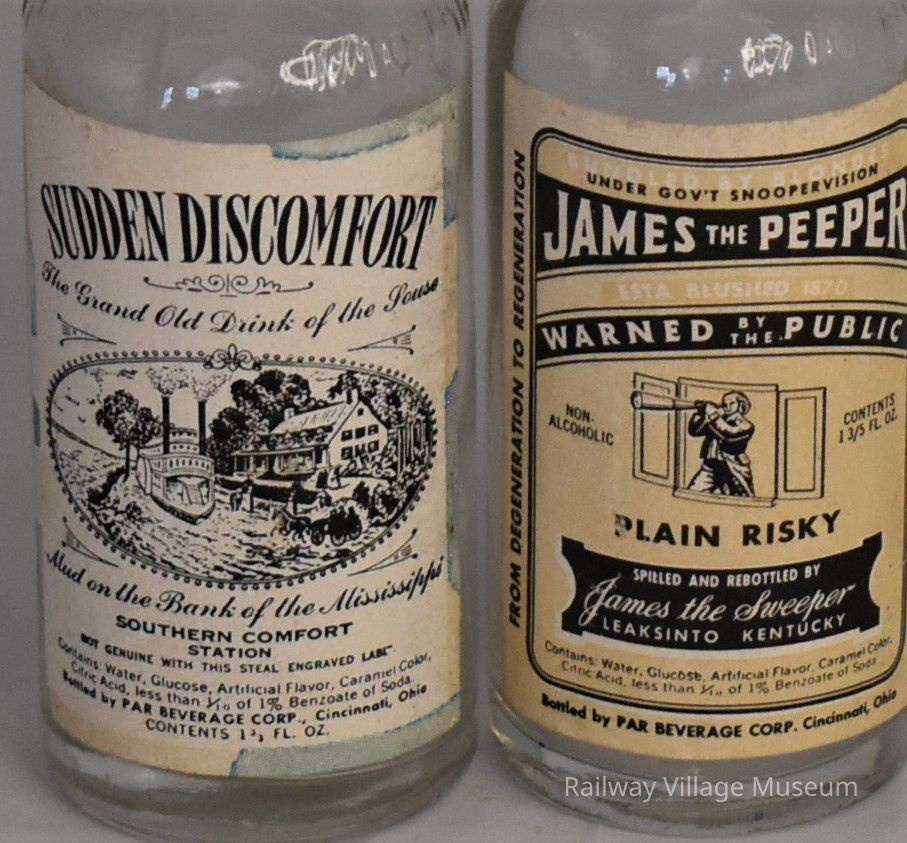 SUDDEN DISCOMFORT
The Grand Old Drink of the Souse
Mud on the Bank of the Mississippi
SOUTHERN COMFORT
STATION
NOT GENUINE WITH THIS STEAL ENGRAVED LABEL
Contains: Water, Glucose, Artificial Flavor, Caramel Color,
Citric Acid, less than 1/10 of 1% Benzoate of Soda
Bottled by PAR BEVERAGE CORP., Cincinnati, Ohio
CONTENTS 1 3/5 FL. OZ.
FROM DEGENERATION TO REGENERATION
BUNDLED BY BLONDES
UNDER GOV'T SNOOPERVISION
JAMES THE PEEPER
ESTA BLUSHED 1870
WARNED BY THE PUBLIC
NON-
ALCOHOLIC
CONTENTS
1 3/5 FL. OZ.
PLAIN RISKY
SPILLED AND REBOTTLED BY
James the Sweeper
LEAKSINTO KENTUCKY
Contains: Water, Glucose, Artificial Flavor, Caramel Color,
Citric Acid, less than 1/10 of 1% Benzoate of Soda
Bottled by PAR BEVERAGE CORP. Cincinnati, Ohio
Railway Village Museum